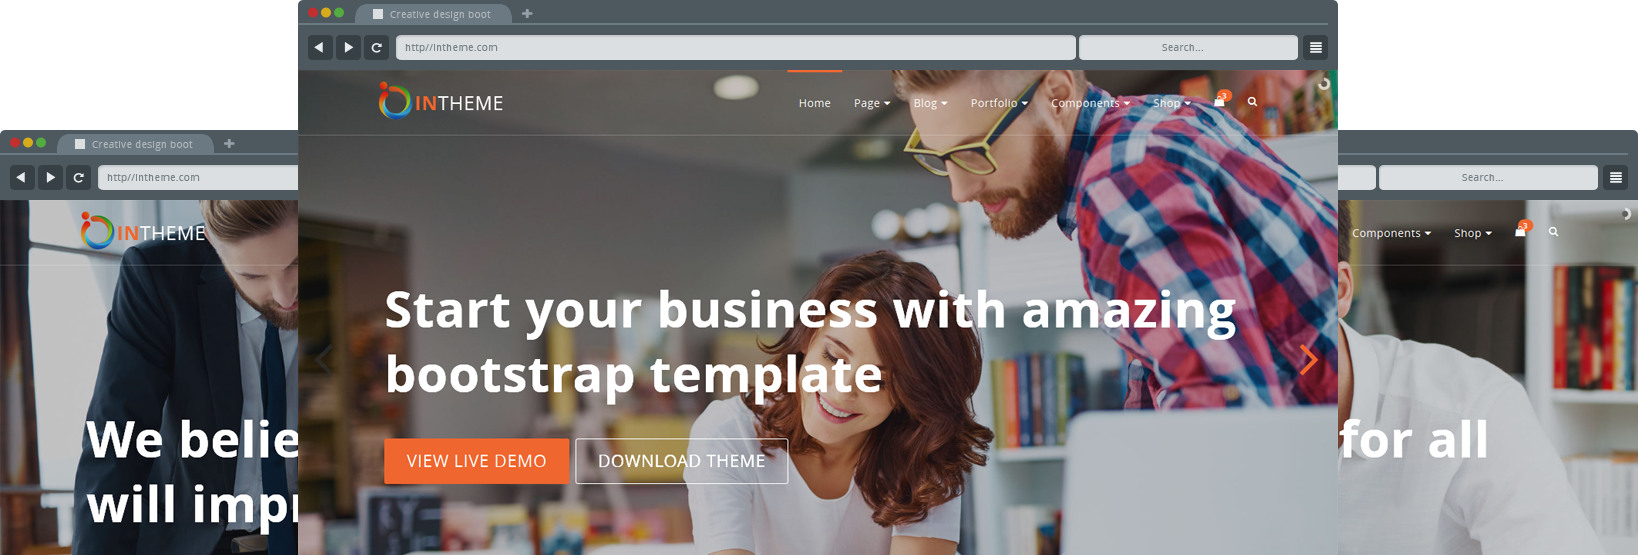 Creative design boot
http//intheme.com
Search...
INTHEME
Home Page Blog Portfolio Components Shop 3
Start your business with amazing
bootstrap template
VIEW LIVE DEMO DOWNLOAD THEME
Creative design boot
http//intheme.com
INTHEME
We belie
will impr
Search...
Components Shop 3
for all